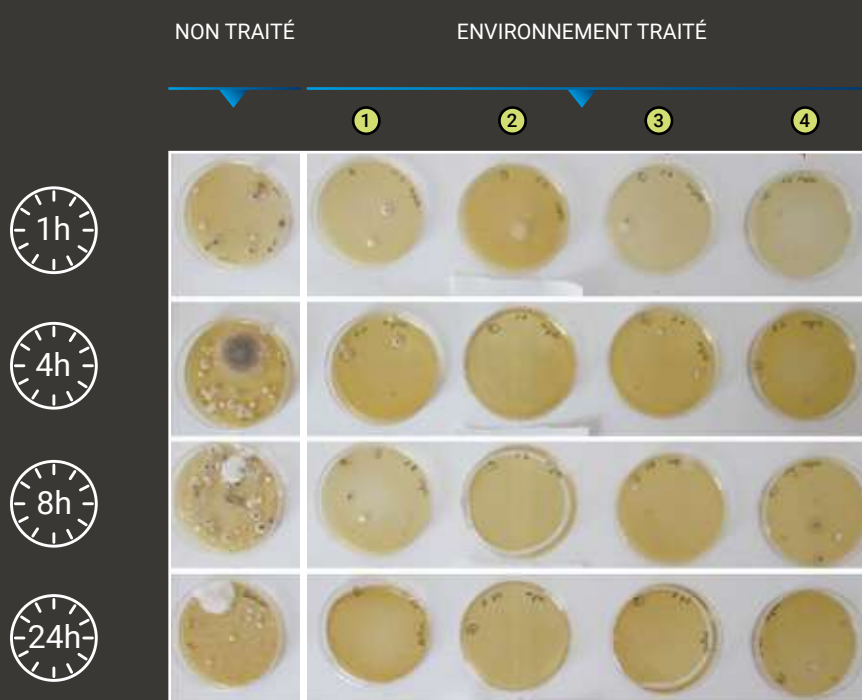 NON TRAITÉ
ENVIRONNEMENT TRAITÉ
1
2
3
4
1h
4h
8h
24h